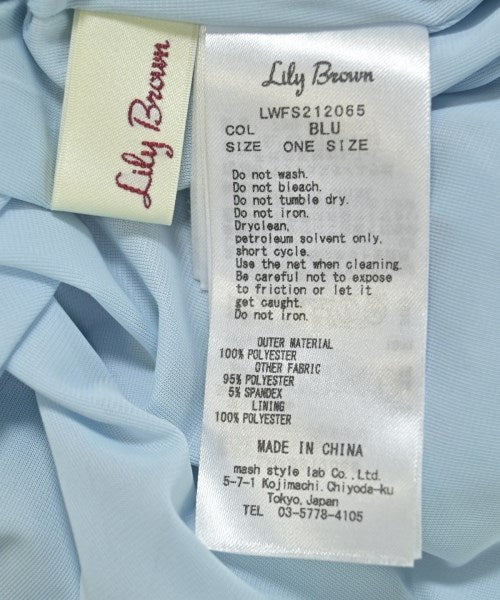 Lily Brown
Lily Brown
LWFS212065
COL BLU
SIZE ONE SIZE
Do not wash.
Do not bleach.
Do not tumble dry.
Do not iron.
Dryclean,
petroleum solvent only,
short cycle.
Use the net when cleaning.
Be careful not to expose
to friction or let it
get caught.
Do not iron.
OUTER MATERIAL
100% POLYESTER
OTHER FABRIC
95% POLYESTER
5% SPANDEX
LINING
100% POLYESTER
MADE IN CHINA
mash style lab Co.,Ltd.
5-7-1 Kojimachi,Chiyoda-ku
Tokyo,Japan
TEL 03-5778-4105